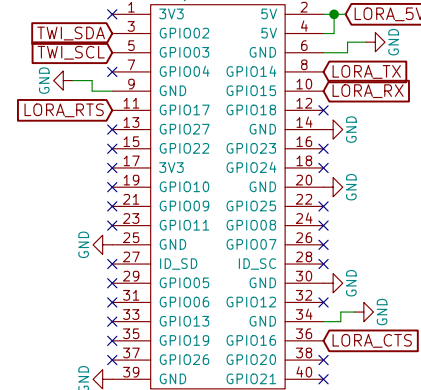 1 3V3 5V 2 LORA_5V
TWI_SDA 3 GPIO02 5V 4
TWI_SCL 5 GPIO03 GND 6 GND
7 GPIO04 GPIO14 8 LORA_TX
GND 9 GND GPIO15 10 LORA_RX
LORA_RTS 11 GPIO17 GPIO18 12
13 GPIO27 GND 14 GND
15 GPIO22 GPIO23 16
17 3V3 GPIO24 18
19 GPIO10 GND 20 GND
21 GPIO09 GPIO25 22
23 GPIO11 GPIO08 24
GND 25 GND GPIO07 26
27 ID_SD ID_SC 28
29 GPIO05 GND 30 GND
31 GPIO06 GPIO12 32
33 GPIO13 GND 34 GND
35 GPIO19 GPIO16 36 LORA_CTS
37 GPIO26 GPIO20 38
GND 39 GND GPIO21 40